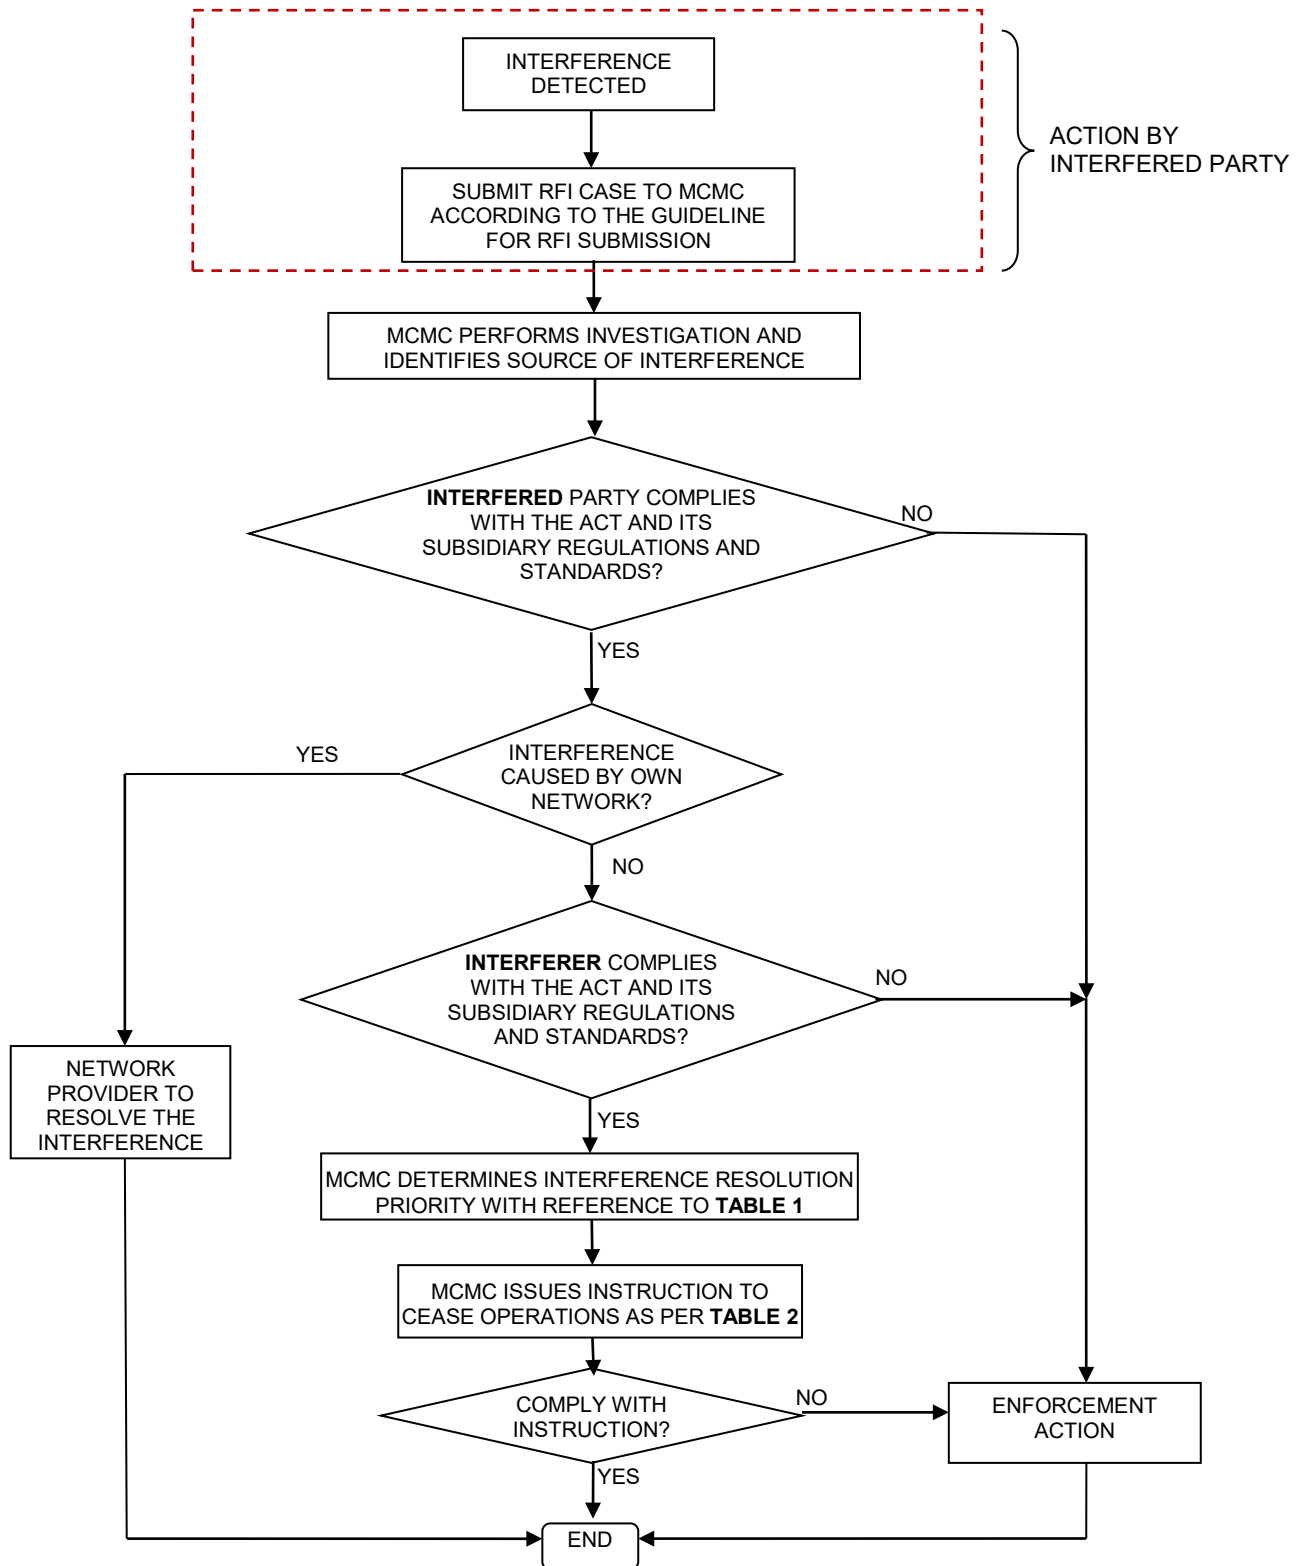 INTERFERENCE
DETECTED
ACTION BY
INTERFERED PARTY
SUBMIT RFI CASE TO MCMC
ACCORDING TO THE GUIDELINE
FOR RFI SUBMISSION
MCMC PERFORMS INVESTIGATION AND
IDENTIFIES SOURCE OF INTERFERENCE
INTERFERED PARTY COMPLIES
WITH THE ACT AND ITS
SUBSIDIARY REGULATIONS AND
STANDARDS?
NO
YES
INTERFERENCE
CAUSED BY OWN
NETWORK?
YES
NO
INTERFERER COMPLIES
WITH THE ACT AND ITS
SUBSIDIARY REGULATIONS
AND STANDARDS?
NO
NETWORK
PROVIDER TO
RESOLVE THE
INTERFERENCE
YES
MCMC DETERMINES INTERFERENCE RESOLUTION
PRIORITY WITH REFERENCE TO TABLE 1
MCMC ISSUES INSTRUCTION TO
CEASE OPERATIONS AS PER TABLE 2
COMPLY WITH
INSTRUCTION?
NO
ENFORCEMENT
ACTION
YES
END